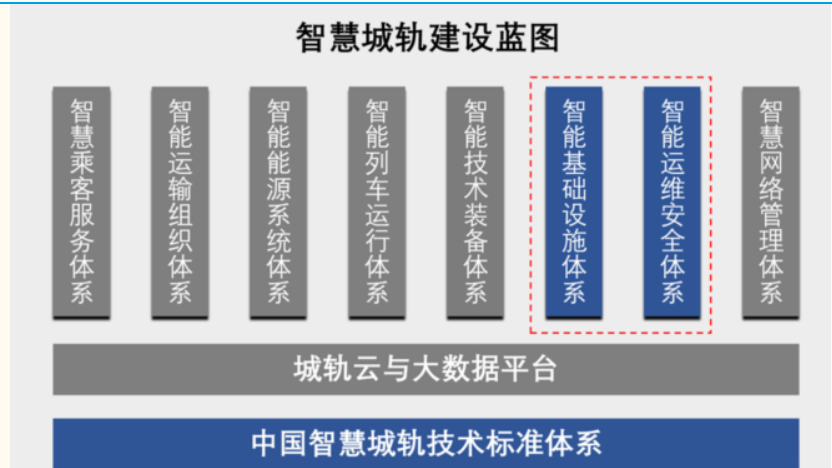 智慧城轨建设蓝图
智慧乘客服务体系
智能运输组织体系
智能能源系统体系
智能列车运行体系
智能技术装备体系
智能基础设施体系
智能运维安全体系
智慧网络管理体系
城轨云与大数据平台
中国智慧城轨技术标准体系